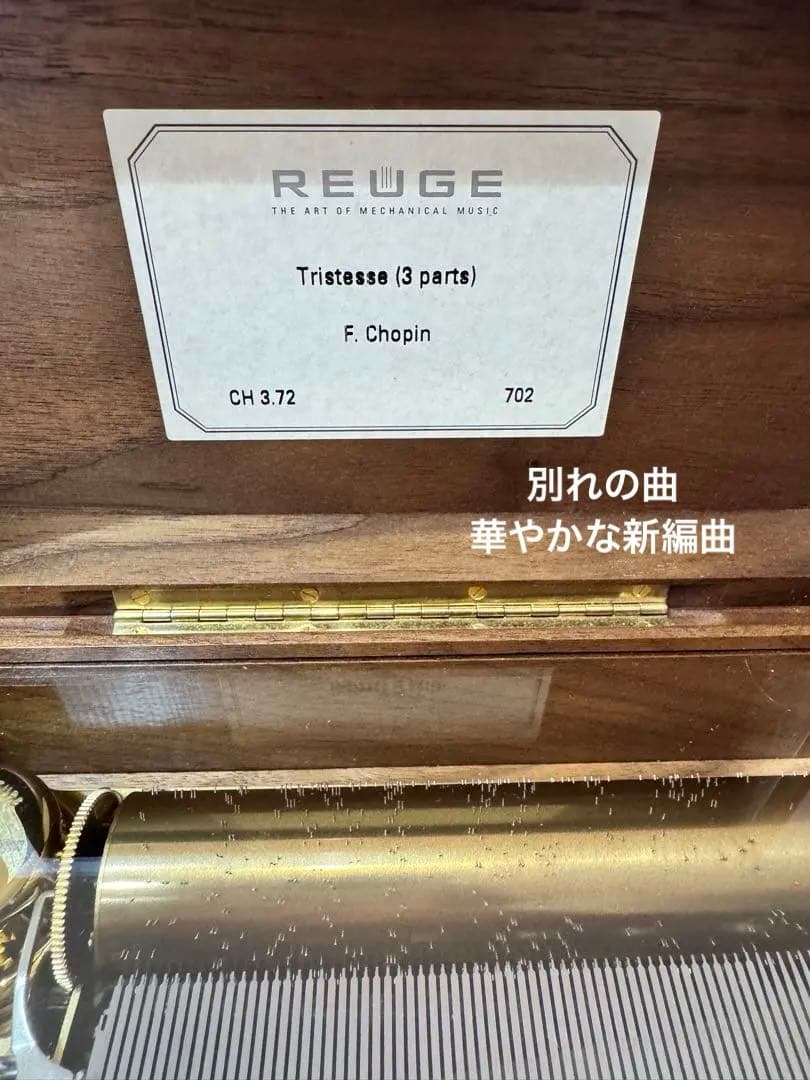 REUGE
THE ART OF MECHANICAL MUSIC
Tristesse (3 parts)
F. Chopin
CH 3.72 702
別れの曲
華やかな新編曲